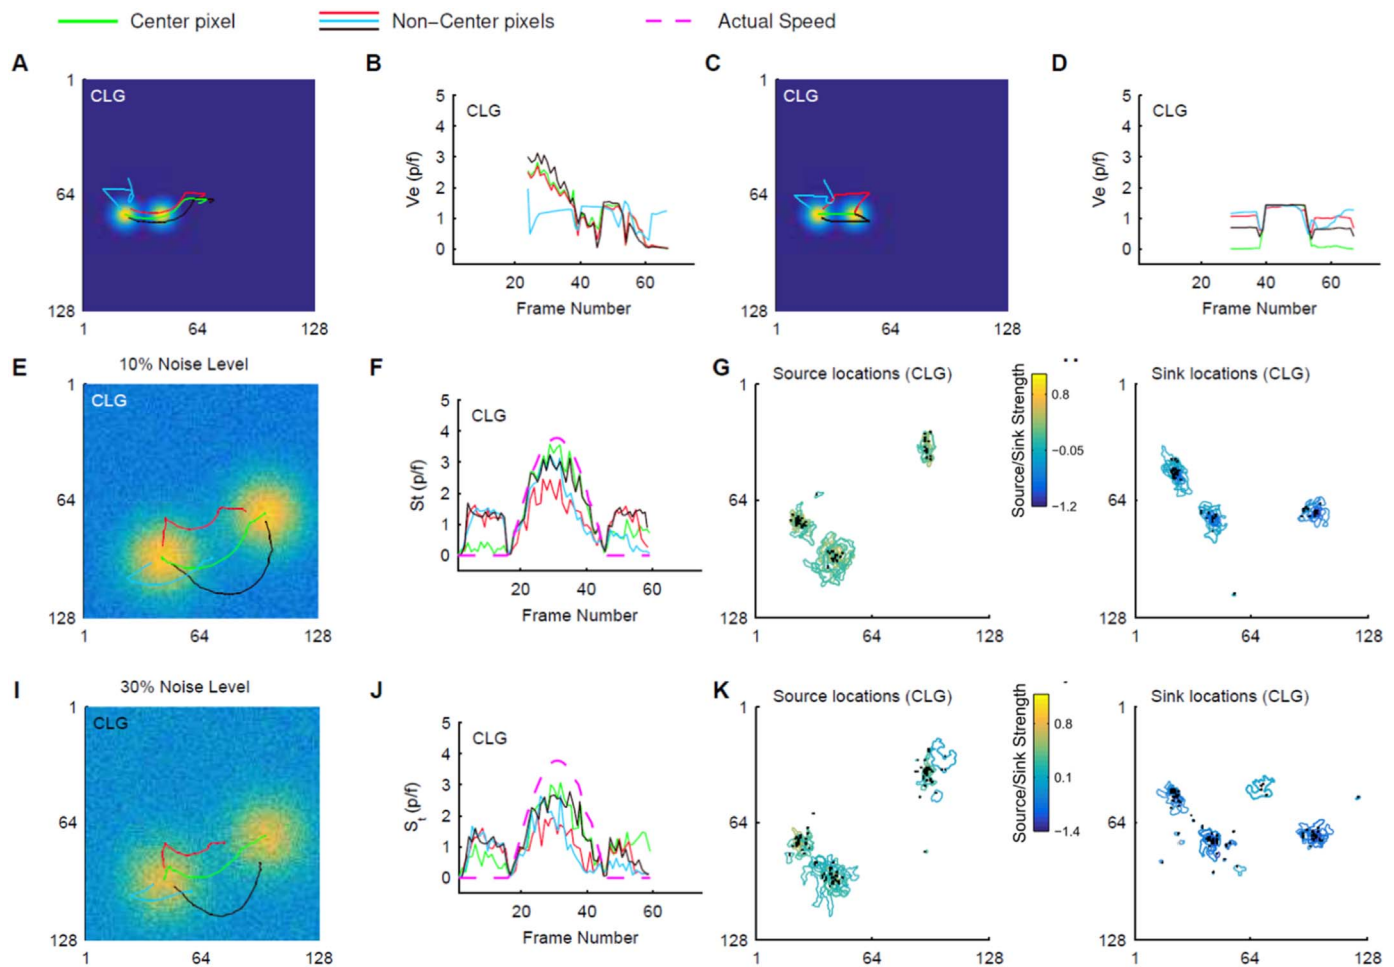 Center pixel Non-Center pixels Actual Speed
A B C D
1 CLG 64 128 1 64 128
5 4 3 2 1 0 Ve (p/f) CLG 20 40 60
Frame Number
1 CLG 64 128 1 64 128
5 4 3 2 1 0 Ve (p/f) CLG 20 40 60
Frame Number
E 10% Noise Level
1 CLG 64 128 1 64 128
F
5 4 3 2 1 0 St (p/f) CLG 20 40 60
Frame Number
G Source locations (CLG)
1 64 128 1 64 128
Source/Sink Strength 0.8 -0.05 -1.2
Sink locations (CLG)
1 64 128 1 64 128
I 30% Noise Level
1 CLG 64 128 1 64 128
J
5 4 3 2 1 0 St (p/f) CLG 20 40 60
Frame Number
K Source locations (CLG)
1 64 128 1 64 128
Source/Sink Strength 0.8 0.1 -1.4
Sink locations (CLG)
1 64 128 1 64 128